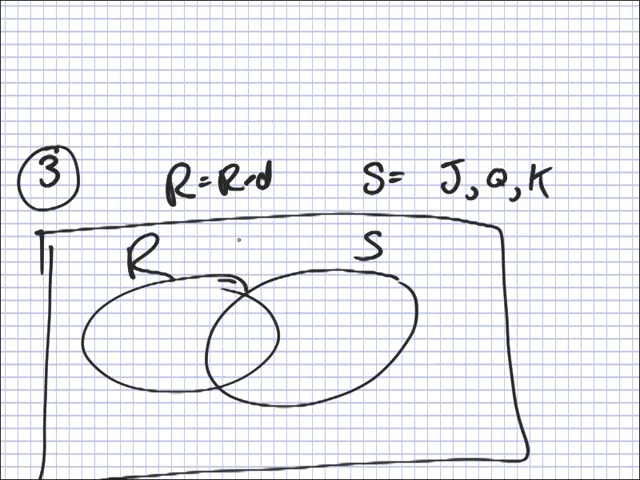 3 R = Red S = J, Q, K
R S